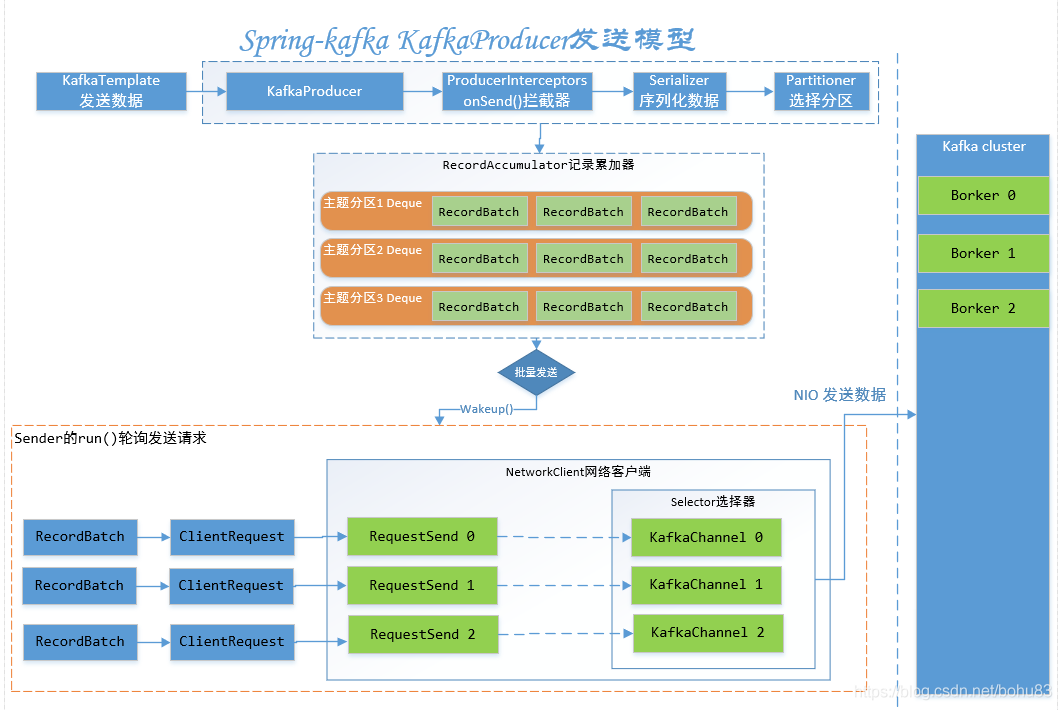 Spring-kafka KafkaProducer发送模型
KafkaTemplate
发送数据
KafkaProducer
ProducerInterceptors
onSend()拦截器
Serializer
序列化数据
Partitioner
选择分区
Kafka cluster
Borker 0
Borker 1
Borker 2
RecordAccumulator记录累加器
主题分区1 Deque
RecordBatch
RecordBatch
RecordBatch
主题分区2 Deque
RecordBatch
RecordBatch
RecordBatch
主题分区3 Deque
RecordBatch
RecordBatch
RecordBatch
批量发送
Wakeup()
NIO 发送数据
Sender的run()轮询发送请求
NetworkClient网络客户端
Selector选择器
RecordBatch
ClientRequest
RequestSend 0
KafkaChannel 0
RecordBatch
ClientRequest
RequestSend 1
KafkaChannel 1
RecordBatch
ClientRequest
RequestSend 2
KafkaChannel 2
https://blog.csdn.net/bohu83